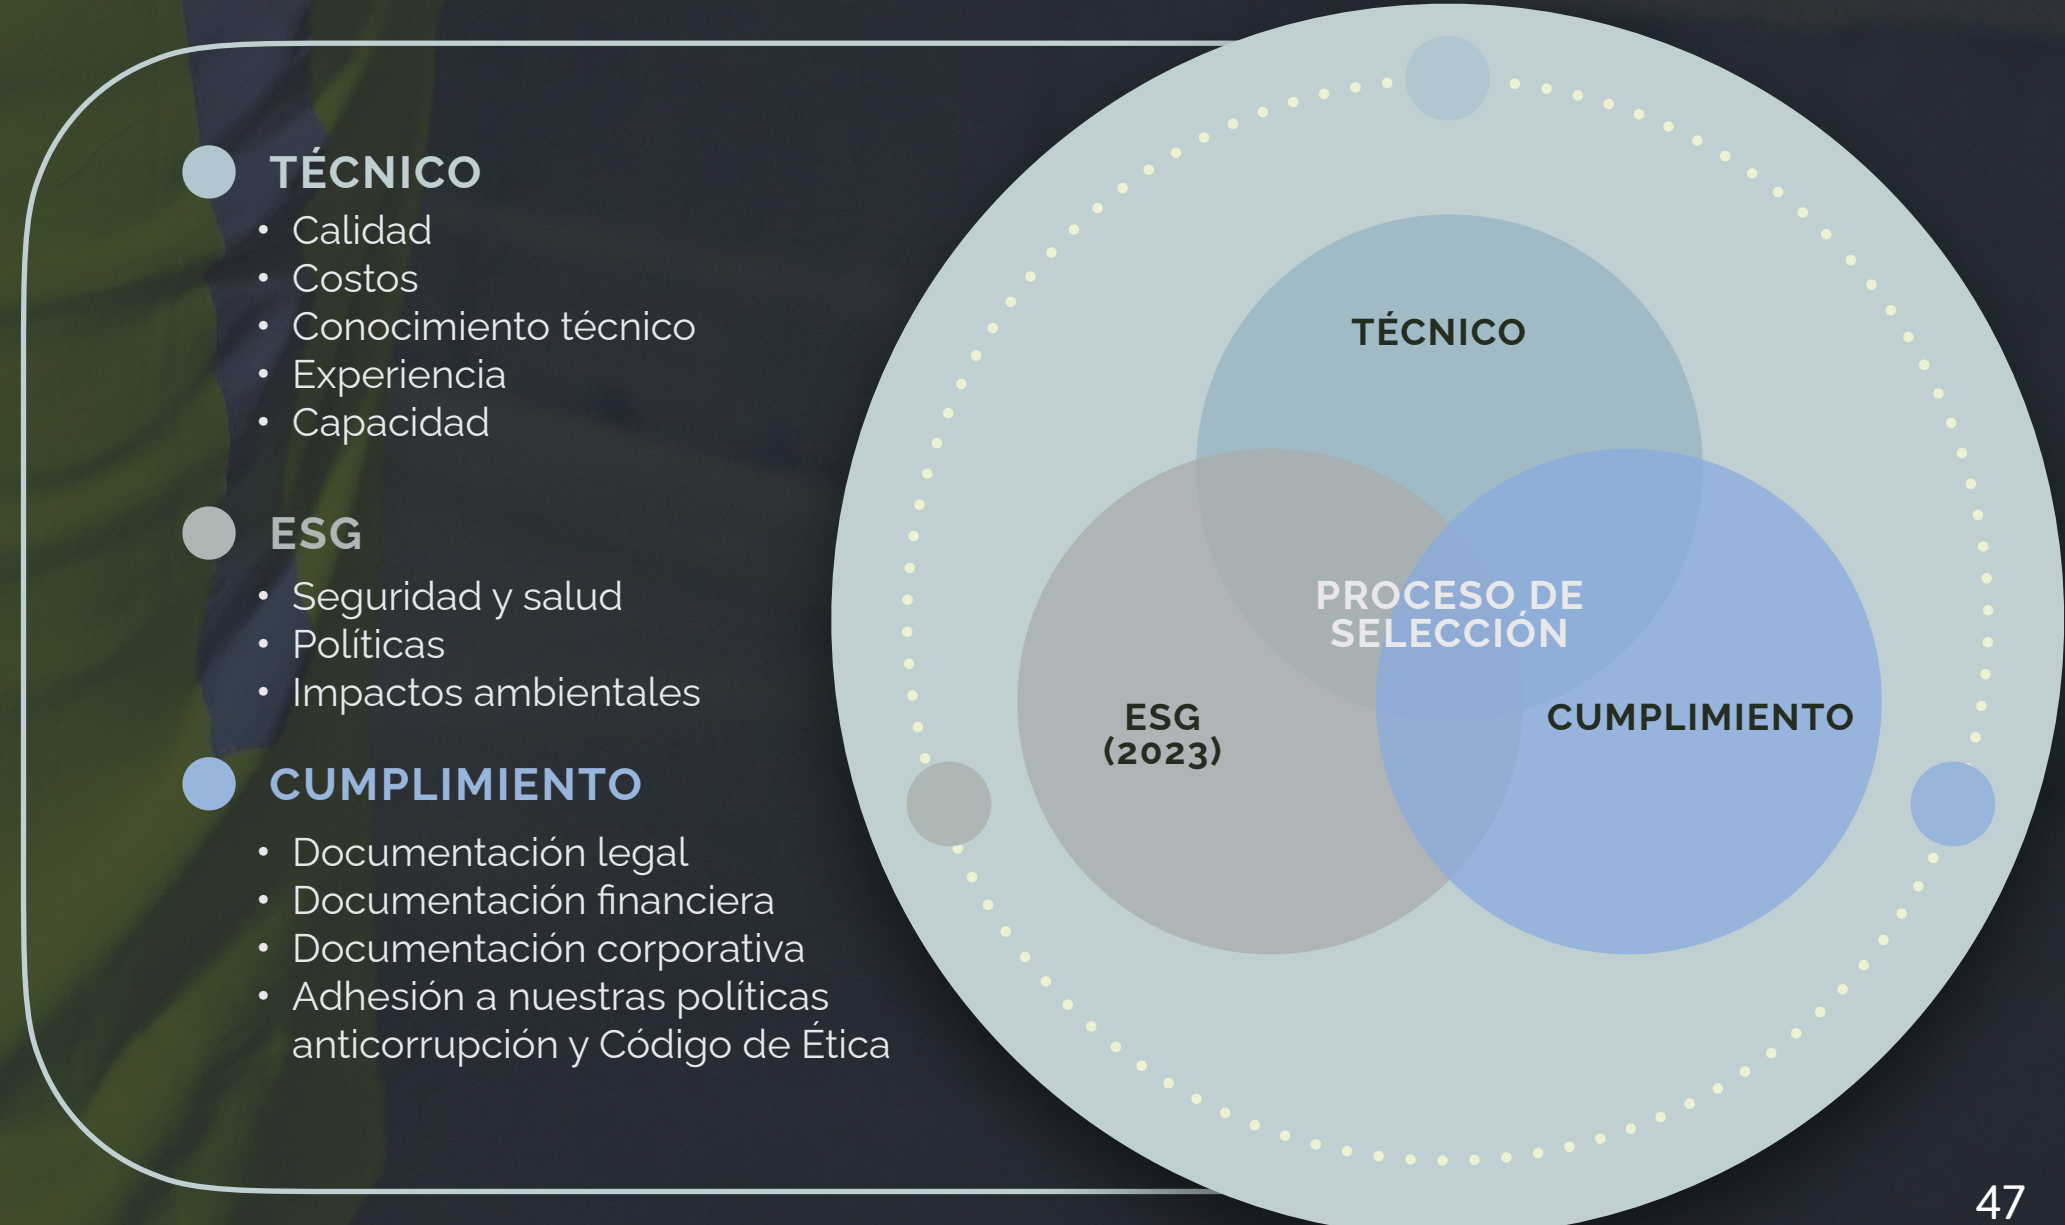 TÉCNICO
• Calidad
• Costos
• Conocimiento técnico
• Experiencia
• Capacidad
ESG
• Seguridad y salud
• Políticas
• Impactos ambientales
CUMPLIMIENTO
• Documentación legal
• Documentación financiera
• Documentación corporativa
• Adhesión a nuestras políticas
anticorrupción y Código de Ética
TÉCNICO
PROCESO DE
SELECCIÓN
ESG
(2023)
CUMPLIMIENTO
47